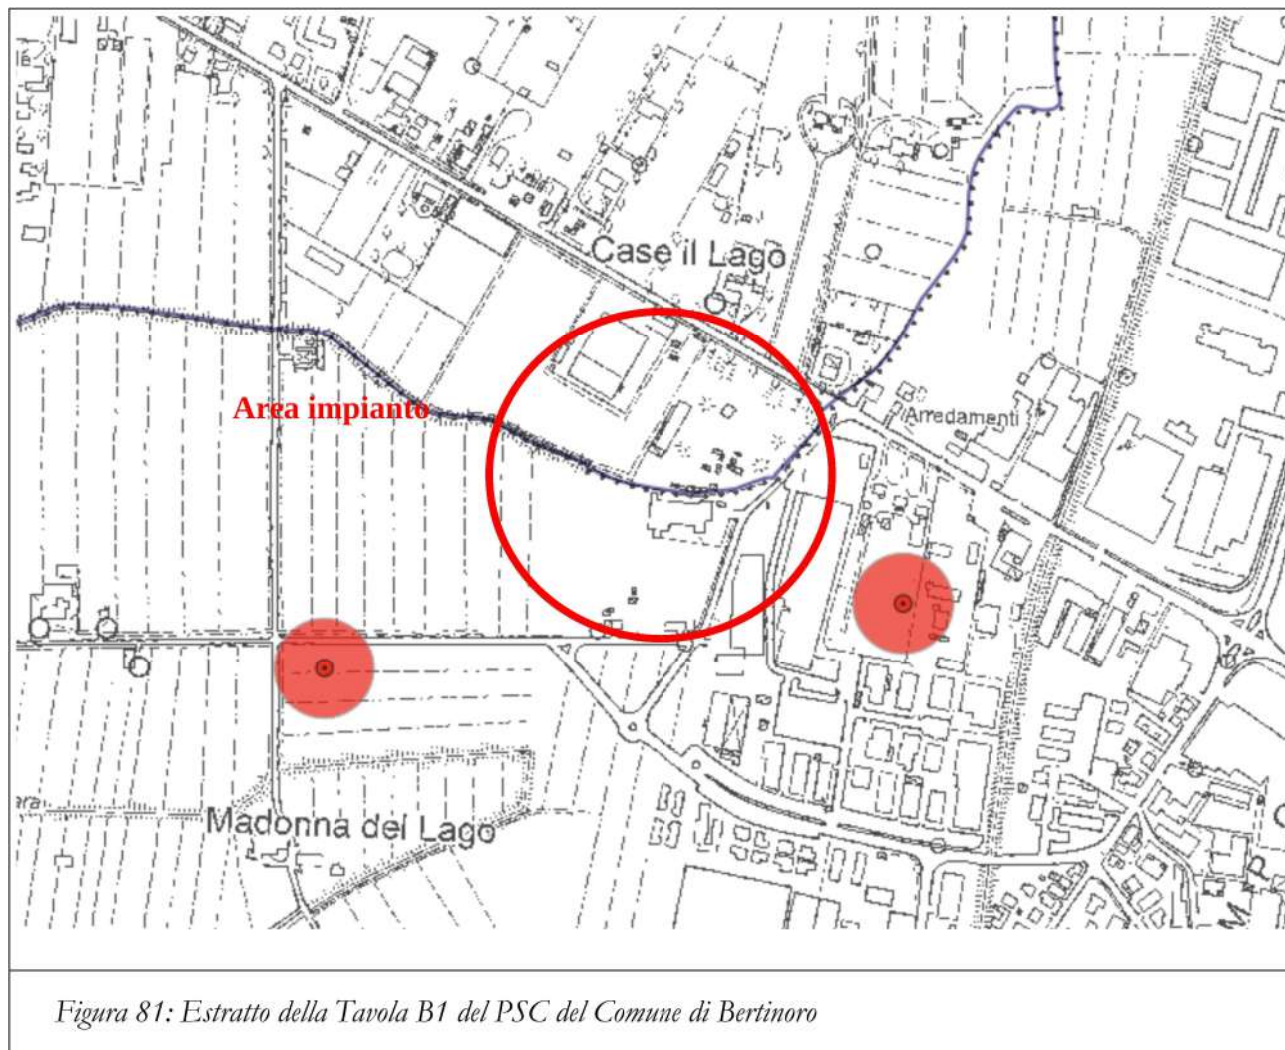 Case il Lago
Area impianto
Arredamenti
ara
Madonna del Lago
M P
Figura 81: Estratto della Tavola B1 del PSC del Comune di Bertinoro